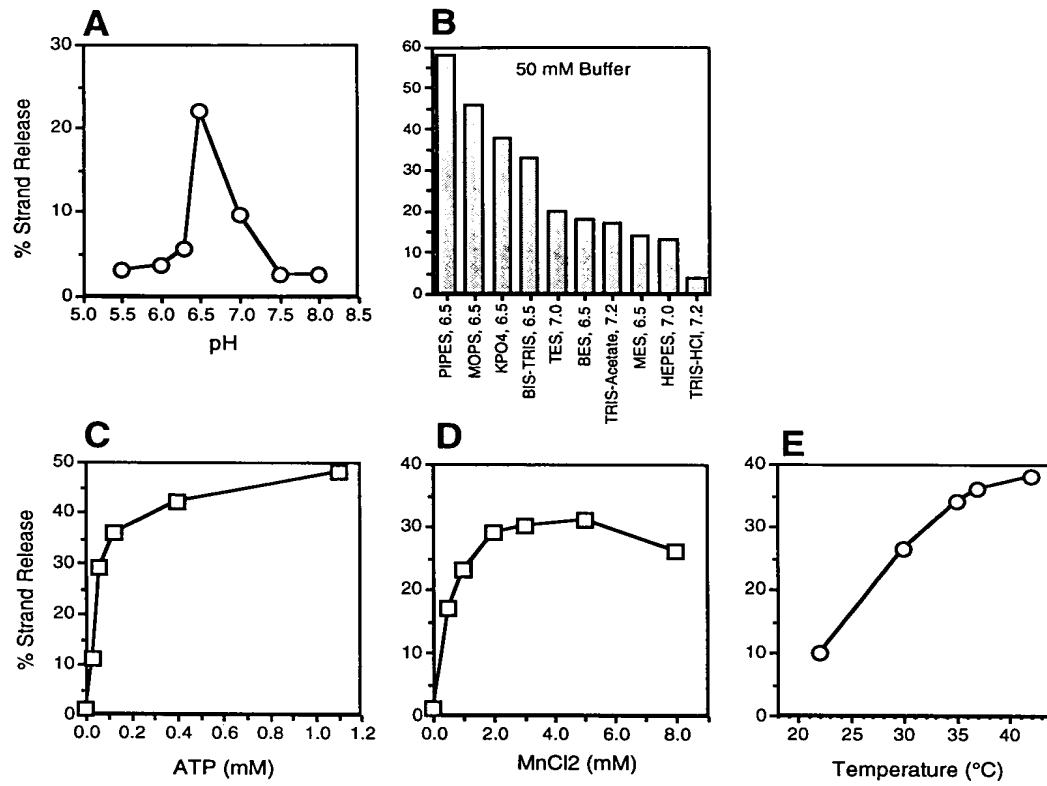 A
30
20
10
0
% Strand Release
5.0 5.5 6.0 6.5 7.0 7.5 8.0 8.5
pH
B
50 mM Buffer
60
50
40
30
20
10
0
PIPES, 6.5
MOPS, 6.5
KPO4, 6.5
BIS-TRIS, 6.5
TES, 7.0
BES, 6.5
TRIS-Acetate, 7.2
MES, 6.5
HEPES, 7.0
TRIS-HCl, 7.2
C
50
40
30
20
10
0
% Strand Release
0.0 0.2 0.4 0.6 0.8 1.0 1.2
ATP (mM)
D
40
30
20
10
0
0.0 2.0 4.0 6.0 8.0
MnCl2 (mM)
E
40
30
20
10
0
20 25 30 35 40
Temperature (°C)